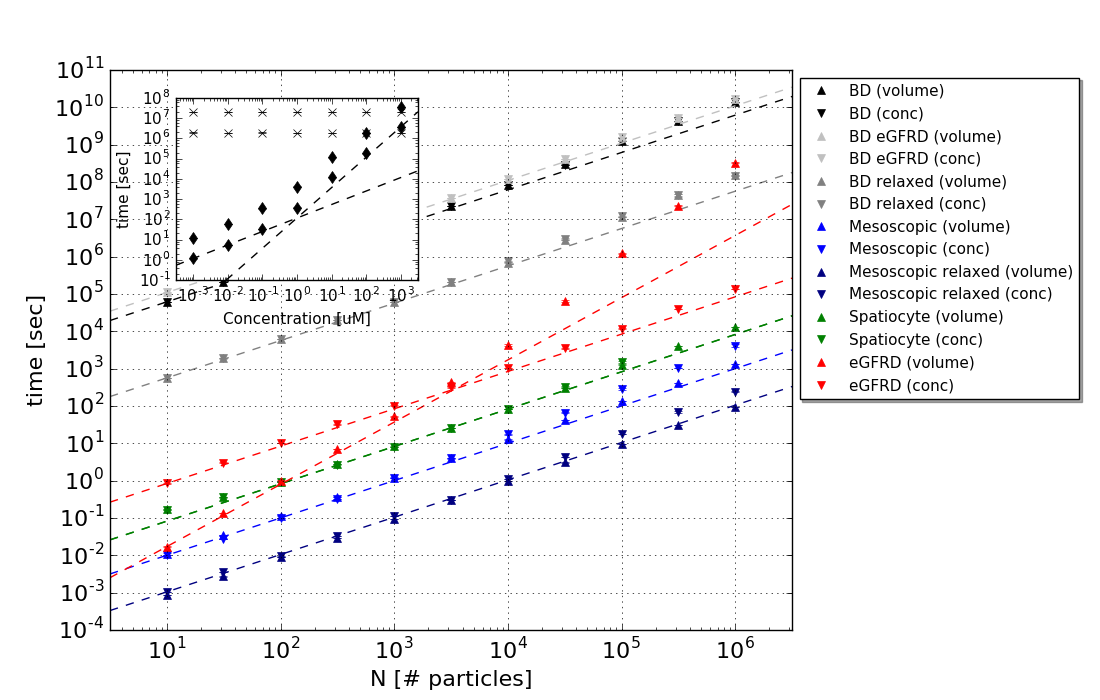 10^11
10^10
10^9
10^8
10^7
10^6
10^5
10^4
10^3
10^2
10^1
10^0
10^-1
10^-2
10^-3
10^-4
time [sec]
10^1
10^2
10^3
10^4
10^5
10^6
N [# particles]
10^8
10^7
10^6
10^5
10^4
10^3
10^2
10^1
10^0
10^-1
time [sec]
10^-3
10^-2
10^-1
10^0
10^1
10^2
10^3
Concentration [uM]
BD (volume)
BD (conc)
BD eGFRD (volume)
BD eGFRD (conc)
BD relaxed (volume)
BD relaxed (conc)
Mesoscopic (volume)
Mesoscopic (conc)
Mesoscopic relaxed (volume)
Mesoscopic relaxed (conc)
Spatiocyte (volume)
Spatiocyte (conc)
eGFRD (volume)
eGFRD (conc)